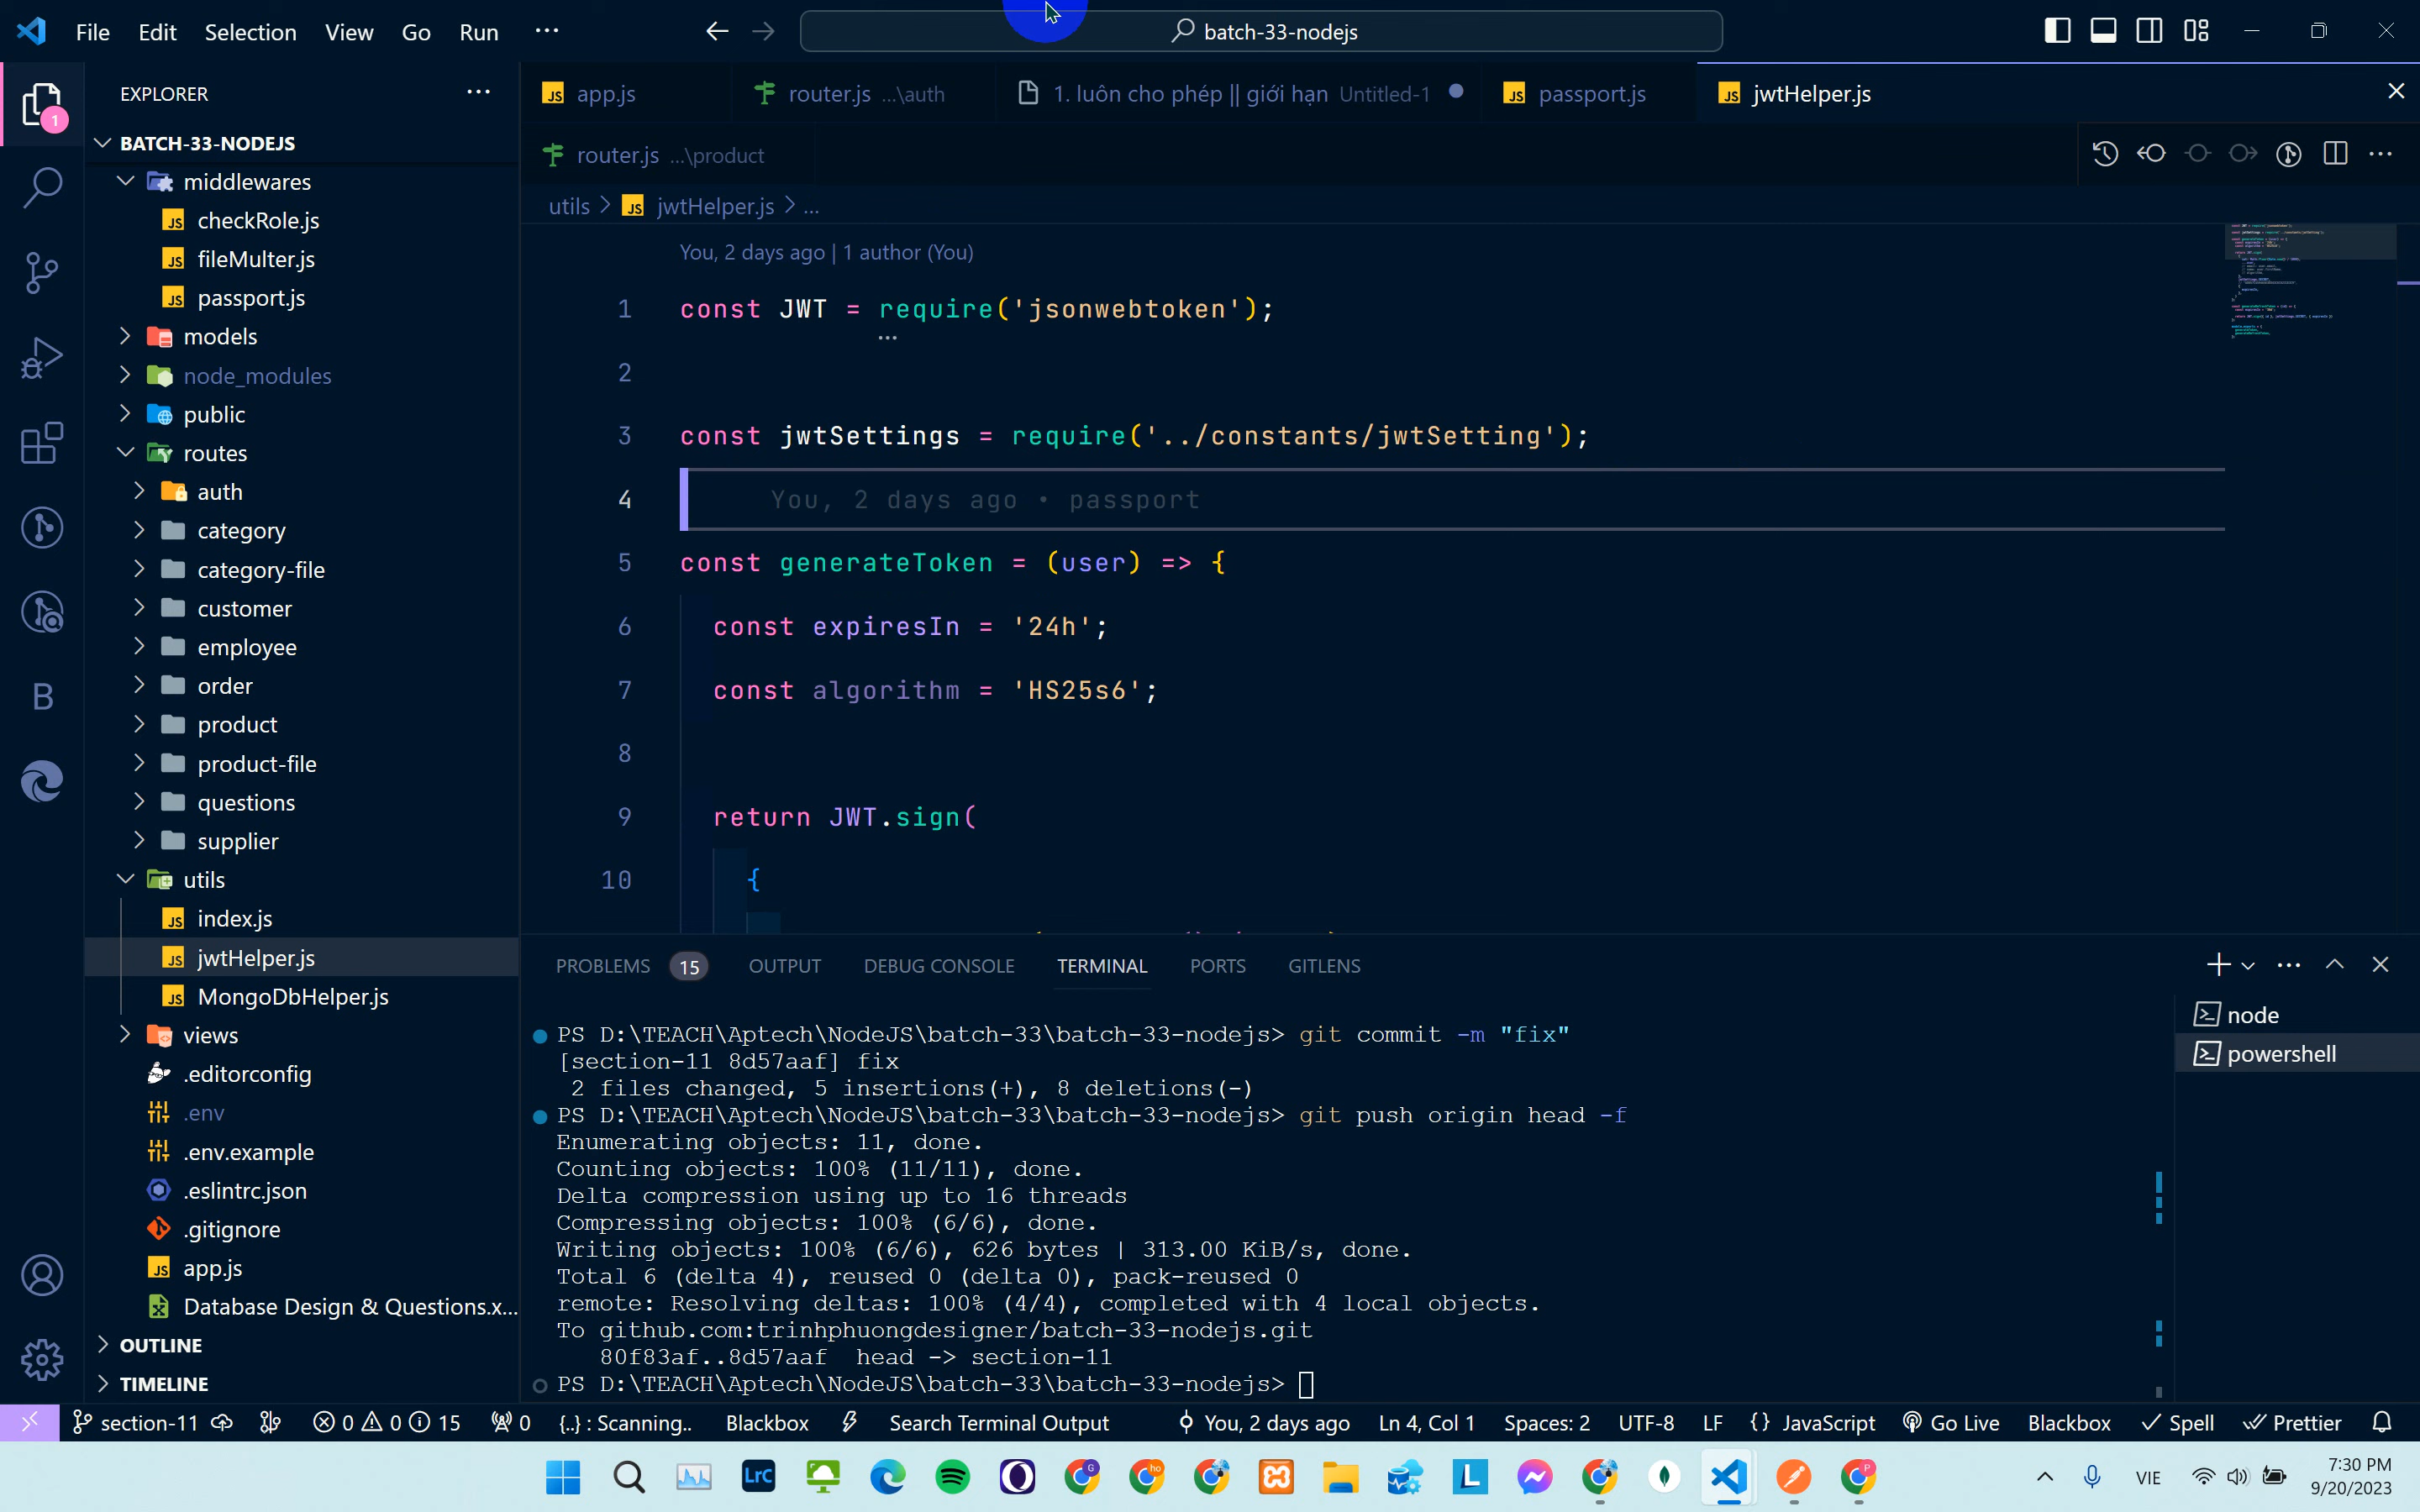 File Edit Selection View Go Run ···
batch-33-nodejs
EXPLORER ···
1
BATCH-33-NODEJS
middlewares
checkRole.js
fileMulter.js
passport.js
models
node_modules
public
routes
auth
category
category-file
customer
employee
order
product
product-file
questions
supplier
utils
index.js
jwtHelper.js
MongoDbHelper.js
views
.editorconfig
.env
.env.example
.eslintrc.json
.gitignore
app.js
Database Design & Questions.x...
OUTLINE
TIMELINE
app.js
router.js ...\auth
1. luôn cho phép || giới hạn Untitled-1
passport.js
jwtHelper.js
router.js ...\product
utils > jwtHelper.js > ...
You, 2 days ago | 1 author (You)
1 const JWT = require('jsonwebtoken');
2
3 const jwtSettings = require('../constants/jwtSetting');
4 You, 2 days ago • passport
5 const generateToken = (user) => {
6 const expiresIn = '24h';
7 const algorithm = 'HS25s6';
8
9 return JWT.sign(
10 {
PROBLEMS 15 OUTPUT DEBUG CONSOLE TERMINAL PORTS GITLENS
PS D:\TEACH\Aptech\NodeJS\batch-33\batch-33-nodejs> git commit -m "fix"
[section-11 8d57aaf] fix
2 files changed, 5 insertions(+), 8 deletions(-)
PS D:\TEACH\Aptech\NodeJS\batch-33\batch-33-nodejs> git push origin head -f
Enumerating objects: 11, done.
Counting objects: 100% (11/11), done.
Delta compression using up to 16 threads
Compressing objects: 100% (6/6), done.
Writing objects: 100% (6/6), 626 bytes | 313.00 KiB/s, done.
Total 6 (delta 4), reused 0 (delta 0), pack-reused 0
remote: Resolving deltas: 100% (4/4), completed with 4 local objects.
To github.com:trinhphuongdesigner/batch-33-nodejs.git
80f83af..8d57aaf head -> section-11
PS D:\TEACH\Aptech\NodeJS\batch-33\batch-33-nodejs>
node
powershell
section-11 0 0 15 0 {..} : Scanning.. Blackbox Search Terminal Output You, 2 days ago Ln 4, Col 1 Spaces: 2 UTF-8 LF {} JavaScript Go Live Blackbox Spell Prettier
LrC
VIE
7:30 PM
9/20/2023